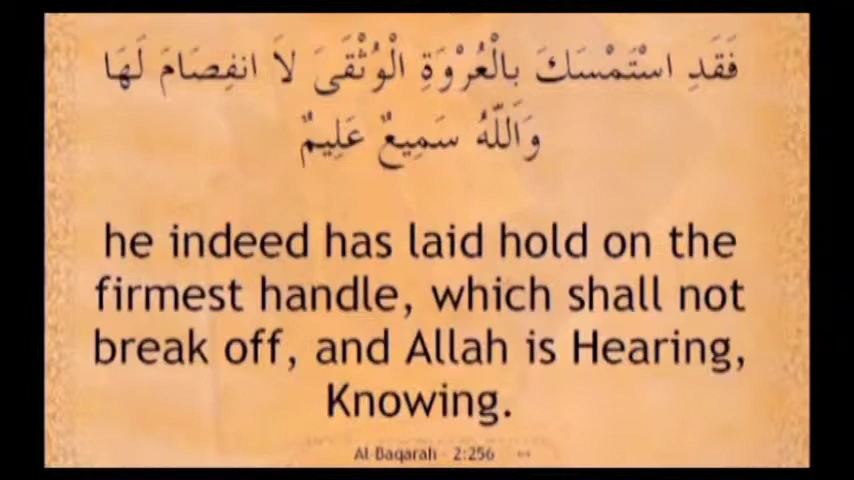 فَقَدِ اسْتَمْسَكَ بِالْعُرْوَةِ الْوُثْقَىَ لاَ انفِصَامَ لَهَا
وَاللّهُ سَمِيعٌ عَلِيمٌ
he indeed has laid hold on the
firmest handle, which shall not
break off, and Allah is Hearing,
Knowing.
Al-Baqarah - 2:256